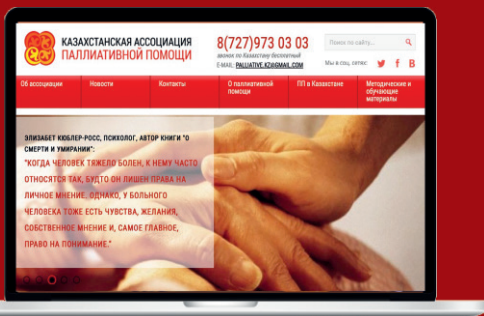 КАЗАХСТАНСКАЯ АССОЦИАЦИЯ
ПАЛЛИАТИВНОЙ ПОМОЩИ
8(727)973 03 03
звонок по Казахстану бесплатный
E-MAIL: PALLIATIVE.KZ@GMAIL.COM
Поиск по сайту...
Мы в соц. сетях:
Об ассоциации
Новости
Контакты
О паллиативной
помощи
ПП в Казахстане
Методические и
обучающие
материалы
ЭЛИЗАБЕТ КЮБЛЕР-РОСС, ПСИХОЛОГ, АВТОР КНИГИ "О
СМЕРТИ И УМИРАНИИ":
"КОГДА ЧЕЛОВЕК ТЯЖЕЛО БОЛЕН, К НЕМУ ЧАСТО
ОТНОСЯТСЯ ТАК, БУДТО ОН ЛИШЕН ПРАВА НА
ЛИЧНОЕ МНЕНИЕ. ОДНАКО, У БОЛЬНОГО
ЧЕЛОВЕКА ТОЖЕ ЕСТЬ ЧУВСТВА, ЖЕЛАНИЯ,
СОБСТВЕННОЕ МНЕНИЕ И, САМОЕ ГЛАВНОЕ,
ПРАВО НА ПОНИМАНИЕ."